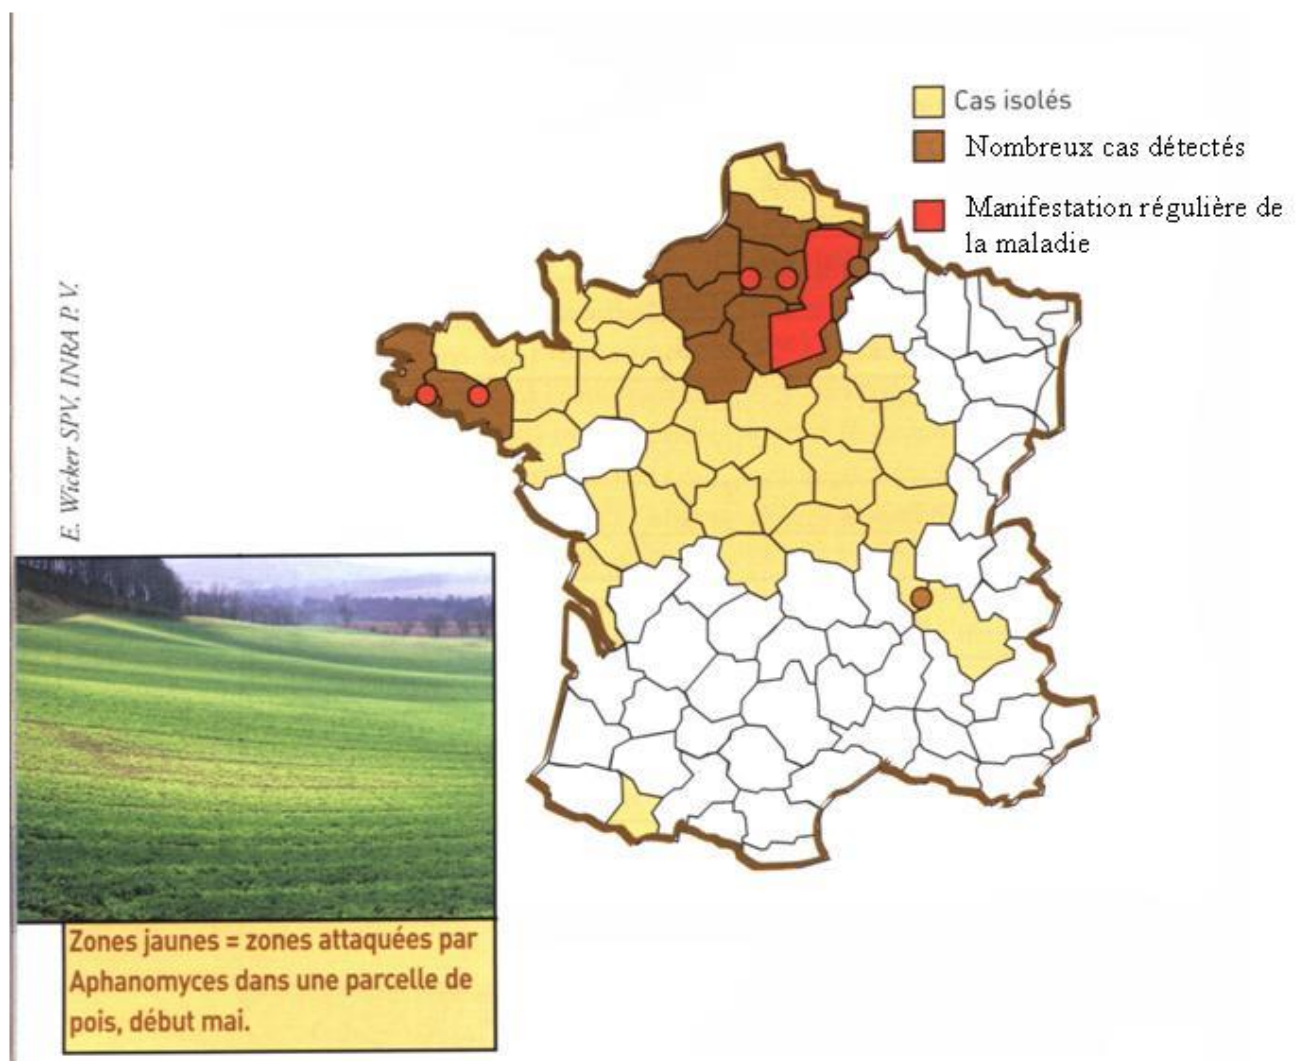 Cas isolés
Nombreux cas détectés
Manifestation régulière de
la maladie
E. Wicker SPV, INRA P. V.
Zones jaunes = zones attaquées par
Aphanomyces dans une parcelle de
pois, début mai.